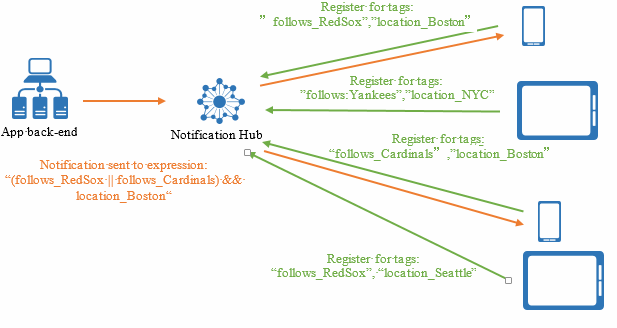 Register for tags:
” follows_RedSox”,”location_Boston”
Register for tags:
”follows:Yankees”,”location_NYC”
App back-end
Notification Hub
Register for tags:
“follows_Cardinals” ,”location_Boston”
Notification sent to expression:
“(follows_RedSox || follows_Cardinals) &&
location_Boston“
Register for tags:
“follows_RedSox”, “location_Seattle”